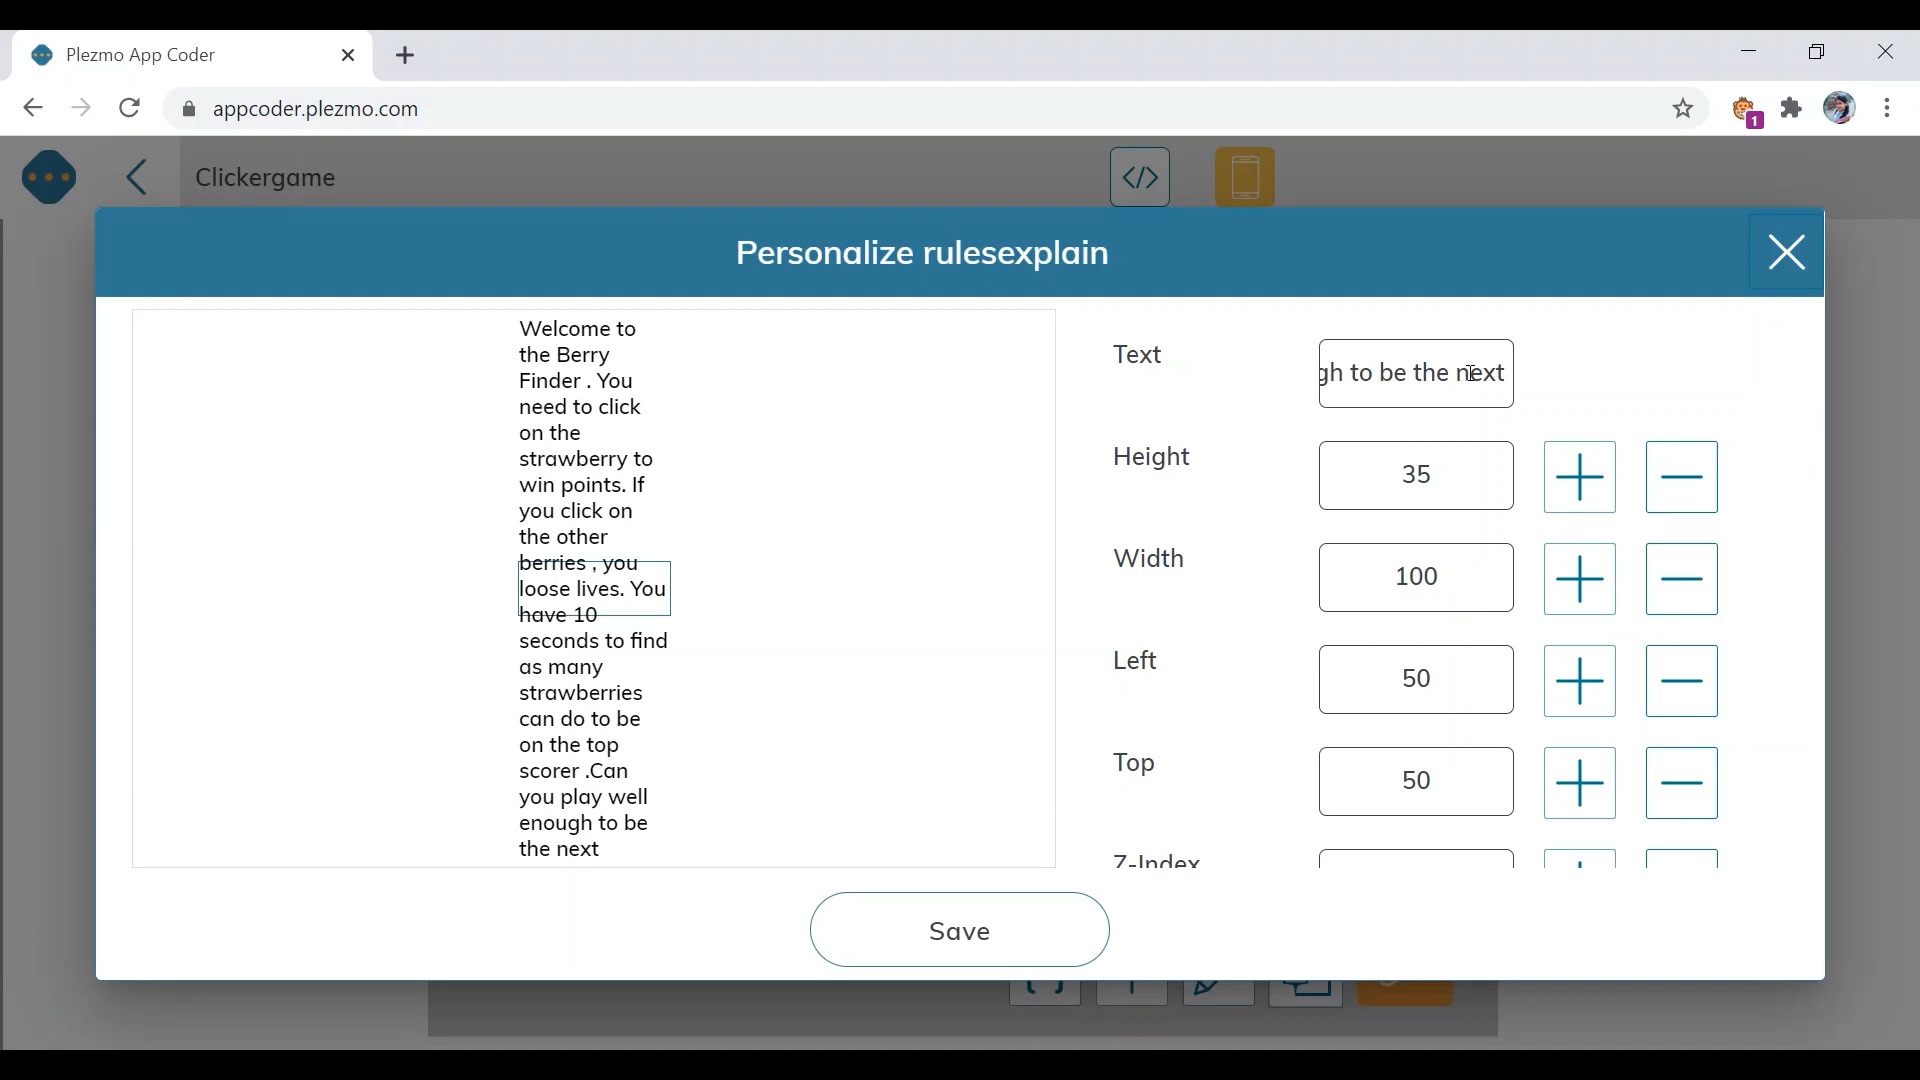 Plezmo App Coder
appcoder.plezmo.com
1
Clickergame
</>
Personalize rulesexplain
Welcome to
the Berry
Finder . You
need to click
on the
strawberry to
win points. If
you click on
the other
berries , you
loose lives. You
have 10
seconds to find
as many
strawberries
can do to be
on the top
scorer .Can
you play well
enough to be
the next
Text
gh to be the next
Height
35
Width
100
Left
50
Top
50
Z-Index
Save